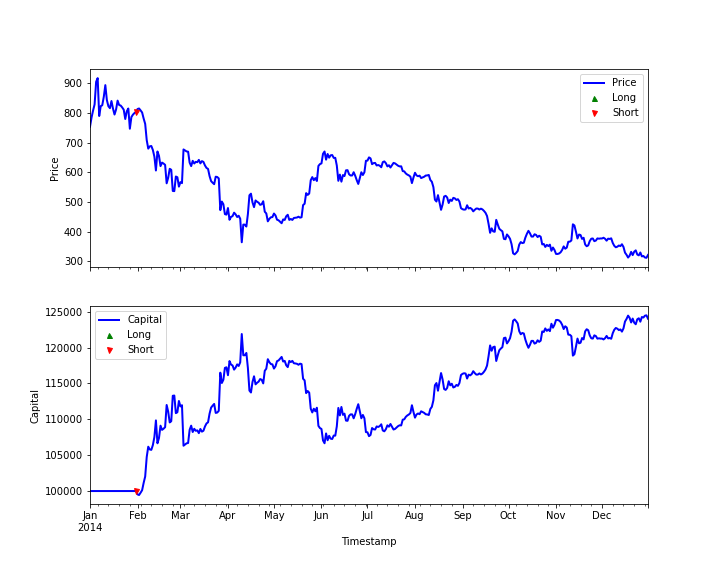 900
800
700
600
500
400
300
Price
Price
Long
Short
125000
120000
115000
110000
105000
100000
Capital
Capital
Long
Short
Jan Feb Mar Apr May Jun Jul Aug Sep Oct Nov Dec
2014
Timestamp